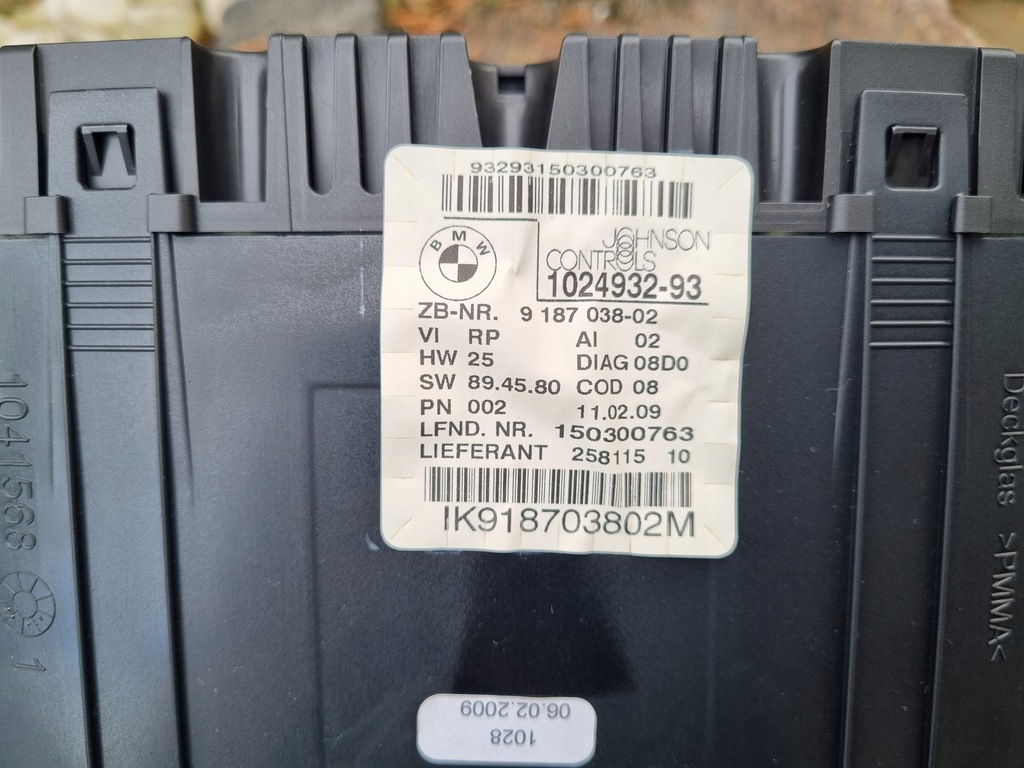 93293150300763
BMW
JOHNSON
CONTROLS
1024932-93
ZB-NR. 9 187 038-02
VI RP AI 02
HW 25 DIAG 08D0
SW 89.45.80 COD 08
PN 002 11.02.09
LFND. NR. 150300763
LIEFERANT 258115 10
IK918703802M
1041568 1
Deckglas >PMMA<
1028
06.02.2009